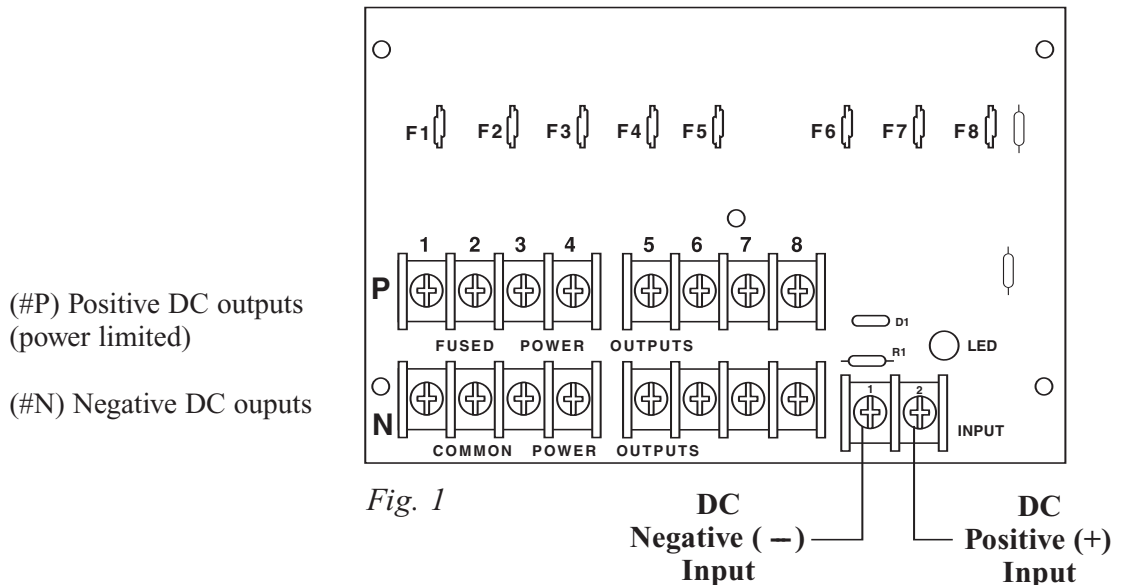 F1 F2 F3 F4 F5 F6 F7 F8
1 2 3 4 5 6 7 8
P
(#P) Positive DC outputs
(power limited)
D1
FUSED POWER OUTPUTS
LED
R1
(#N) Negative DC ouputs
1 2
N
INPUT
COMMON POWER OUTPUTS
Fig. 1
DC
Negative ( — )
Input
DC
Positive (+)
Input